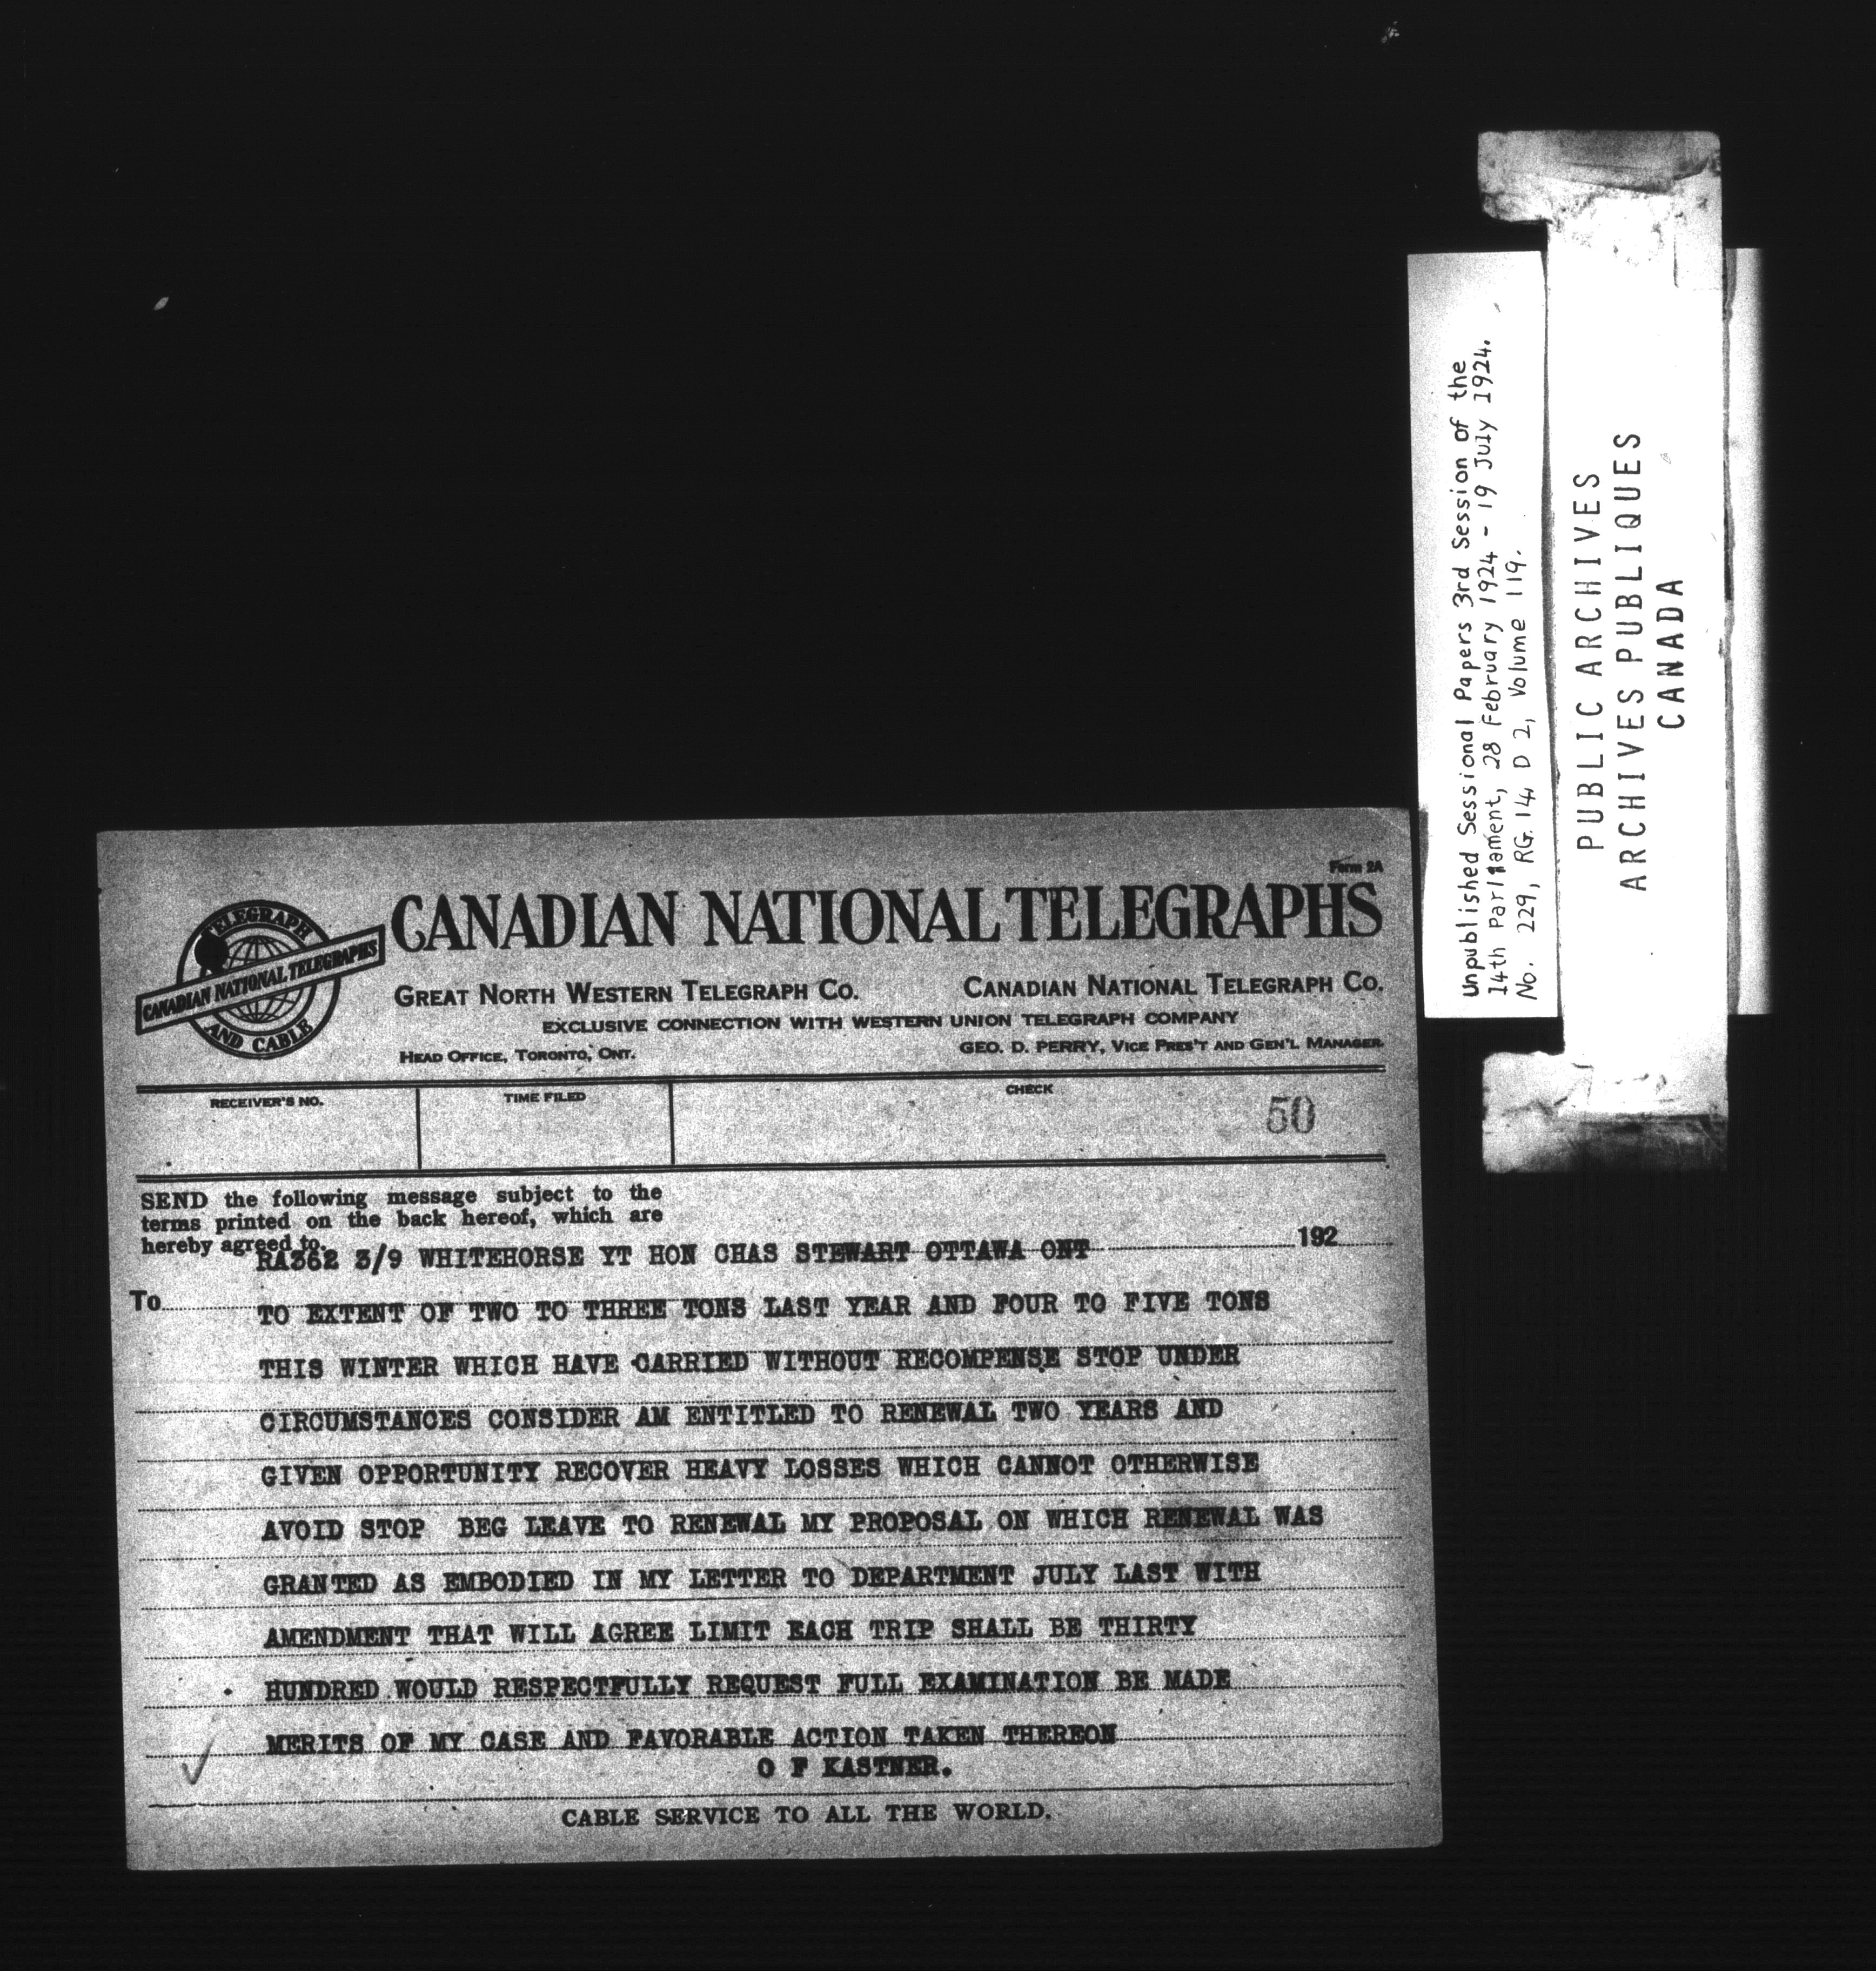 Form 2A
TELEGRAPH
CANADIAN NATIONAL TELEGRAPHS
AND CABLE
CANADIAN NATIONAL TELEGRAPHS
GREAT NORTH WESTERN TELEGRAPH CO.
CANADIAN NATIONAL TELEGRAPH CO.
EXCLUSIVE CONNECTION WITH WESTERN UNION TELEGRAPH COMPANY
HEAD OFFICE, TORONTO, ONT.
GEO. D. PERRY, VICE PRES'T AND GEN'L MANAGER.
RECEIVER'S NO.
TIME FILED
CHECK
50
SEND the following message subject to the
terms printed on the back hereof, which are
hereby agreed to.
192
RA362 3/9 WHITEHORSE YT HON CHAS STEWART OTTAWA ONT
To
TO EXTENT OF TWO TO THREE TONS LAST YEAR AND FOUR TO FIVE TONS
THIS WINTER WHICH HAVE CARRIED WITHOUT RECOMPENSE STOP UNDER
CIRCUMSTANCES CONSIDER AM ENTITLED TO RENEWAL TWO YEARS AND
GIVEN OPPORTUNITY RECOVER HEAVY LOSSES WHICH CANNOT OTHERWISE
AVOID STOP BEG LEAVE TO RENEWAL MY PROPOSAL ON WHICH RENEWAL WAS
GRANTED AS EMBODIED IN MY LETTER TO DEPARTMENT JULY LAST WITH
AMENDMENT THAT WILL AGREE LIMIT EACH TRIP SHALL BE THIRTY
HUNDRED WOULD RESPECTFULLY REQUEST FULL EXAMINATION BE MADE
MERITS OF MY CASE AND FAVORABLE ACTION TAKEN THEREON
O F KASTNER.
CABLE SERVICE TO ALL THE WORLD.
Unpublished Sessional Papers 3rd Session of the
14th Parliament, 28 February 1924 - 19 July 1924.
No. 229, RG. 14, D 2, Volume 119.
PUBLIC ARCHIVES
ARCHIVES PUBLIQUES
CANADA